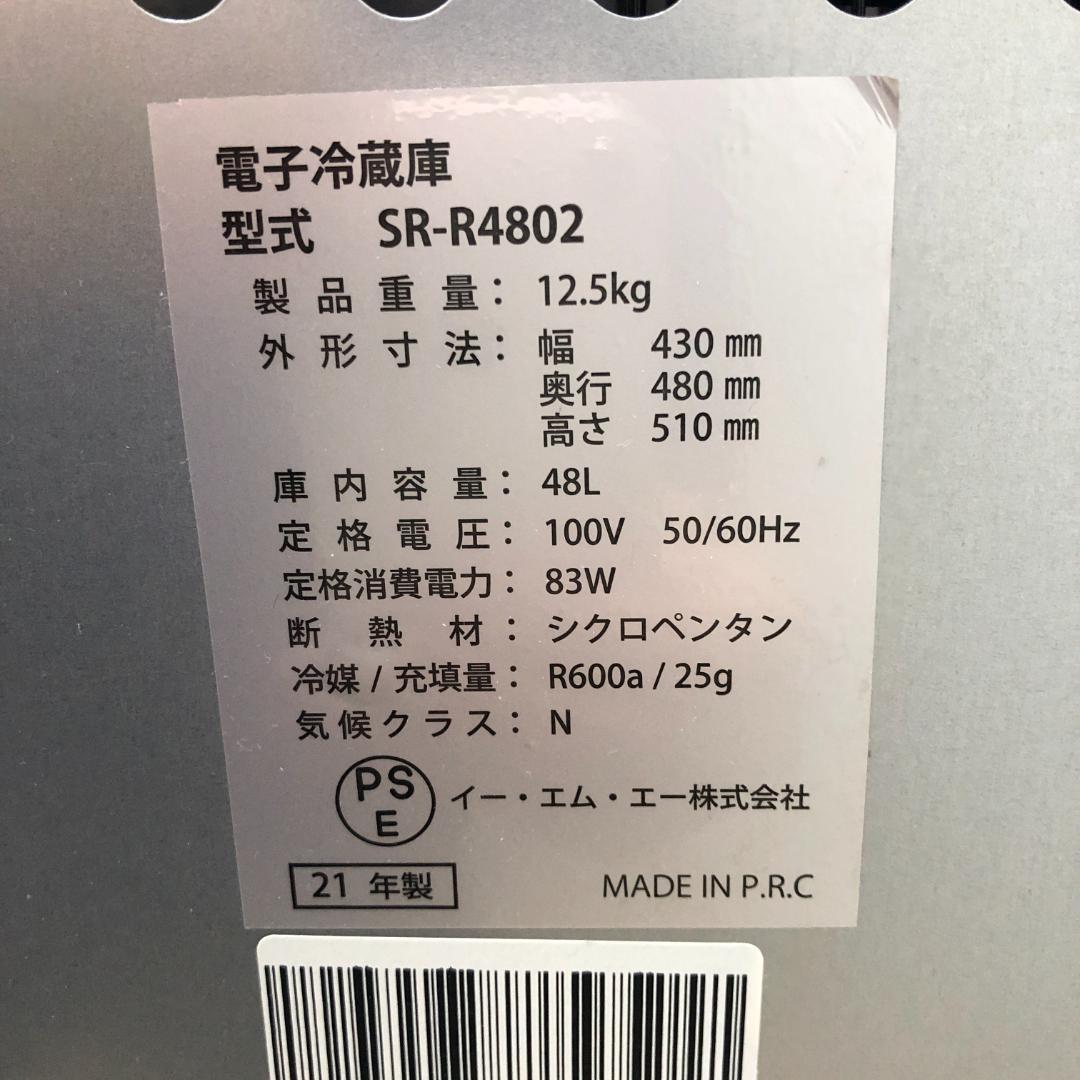 電子冷蔵庫
型式 SR-R4802
製品重量： 12.5kg
外形寸法： 幅 430㎜
奥行 480㎜
高さ 510㎜
庫内容量： 48L
定格電圧： 100V 50/60Hz
定格消費電力： 83W
断熱材： シクロペンタン
冷媒 / 充填量： R600a / 25g
気候クラス： N
PS
E
イー・エム・エー株式会社
21 年製 MADE IN P.R.C